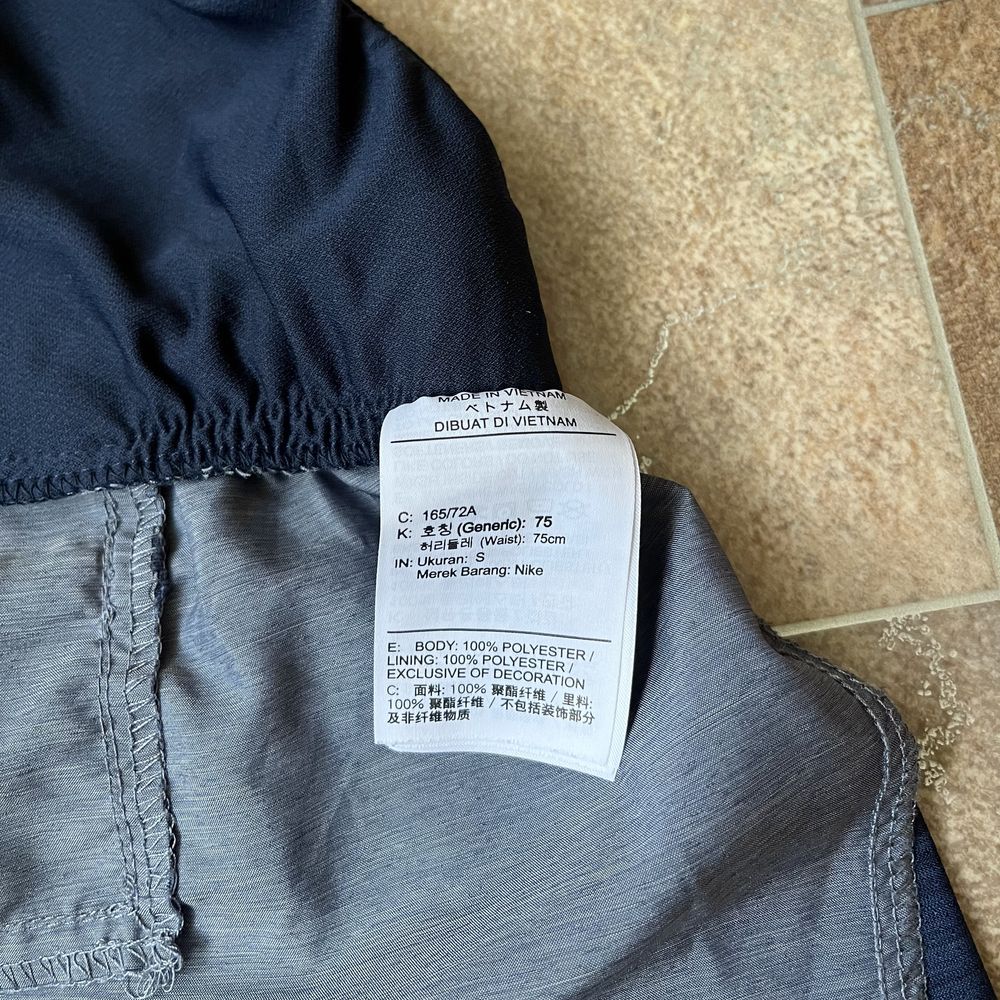 MADE IN VIETNAM
ベトナム製
DIBUAT DI VIETNAM
C: 165/72A
K: 호칭 (Generic): 75
허리둘레 (Waist): 75cm
IN: Ukuran: S
Merek Barang: Nike
E: BODY: 100% POLYESTER /
LINING: 100% POLYESTER /
EXCLUSIVE OF DECORATION
C: 面料: 100% 聚酯纤维 / 里料:
100% 聚酯纤维 / 不包括装饰部分
及非纤维物质